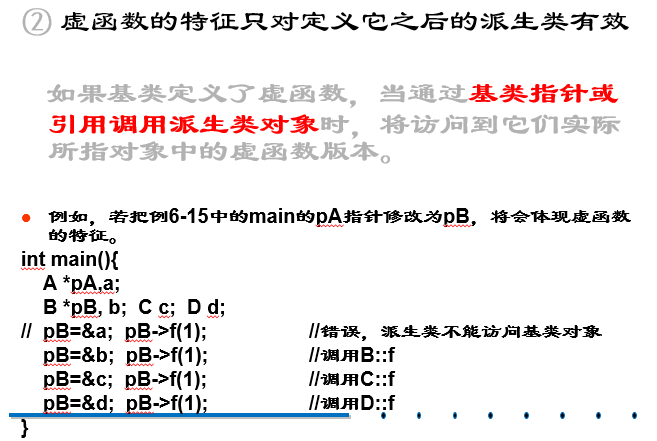 ② 虚函数的特征只对定义它之后的派生类有效
如果基类定义了虚函数，当通过基类指针或
引用调用派生类对象时，将访问到它们实际
所指对象中的虚函数版本。
● 例如，若把例6-15中的main的pA指针修改为pB，将会体现虚函数
的特征。
int main(){
A *pA,a;
B *pB, b; C c; D d;
// pB=&a; pB->f(1); //错误，派生类不能访问基类对象
pB=&b; pB->f(1); //调用B::f
pB=&c; pB->f(1); //调用C::f
pB=&d; pB->f(1); //调用D::f
}